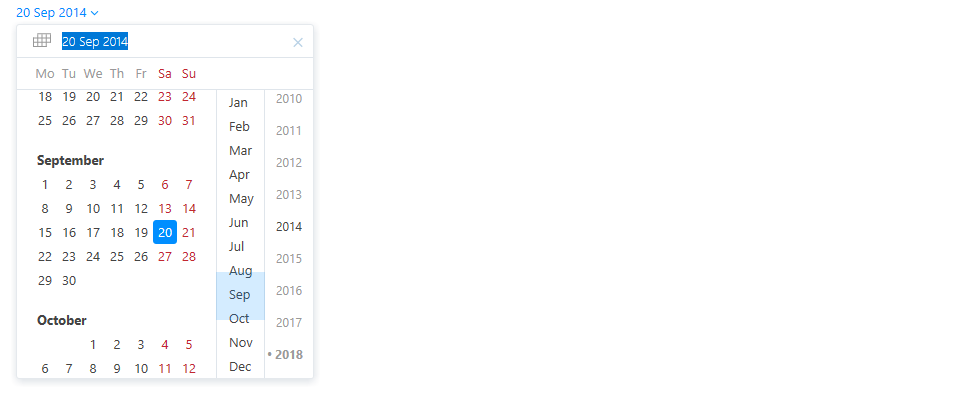 20 Sep 2014
20 Sep 2014
Mo Tu We Th Fr Sa Su
18 19 20 21 22 23 24
25 26 27 28 29 30 31
September
1 2 3 4 5 6 7
8 9 10 11 12 13 14
15 16 17 18 19 20 21
22 23 24 25 26 27 28
29 30
October
1 2 3 4 5
6 7 8 9 10 11 12
Jan
Feb
Mar
Apr
May
Jun
Jul
Aug
Sep
Oct
Nov
Dec
2010
2011
2012
2013
2014
2015
2016
2017
• 2018